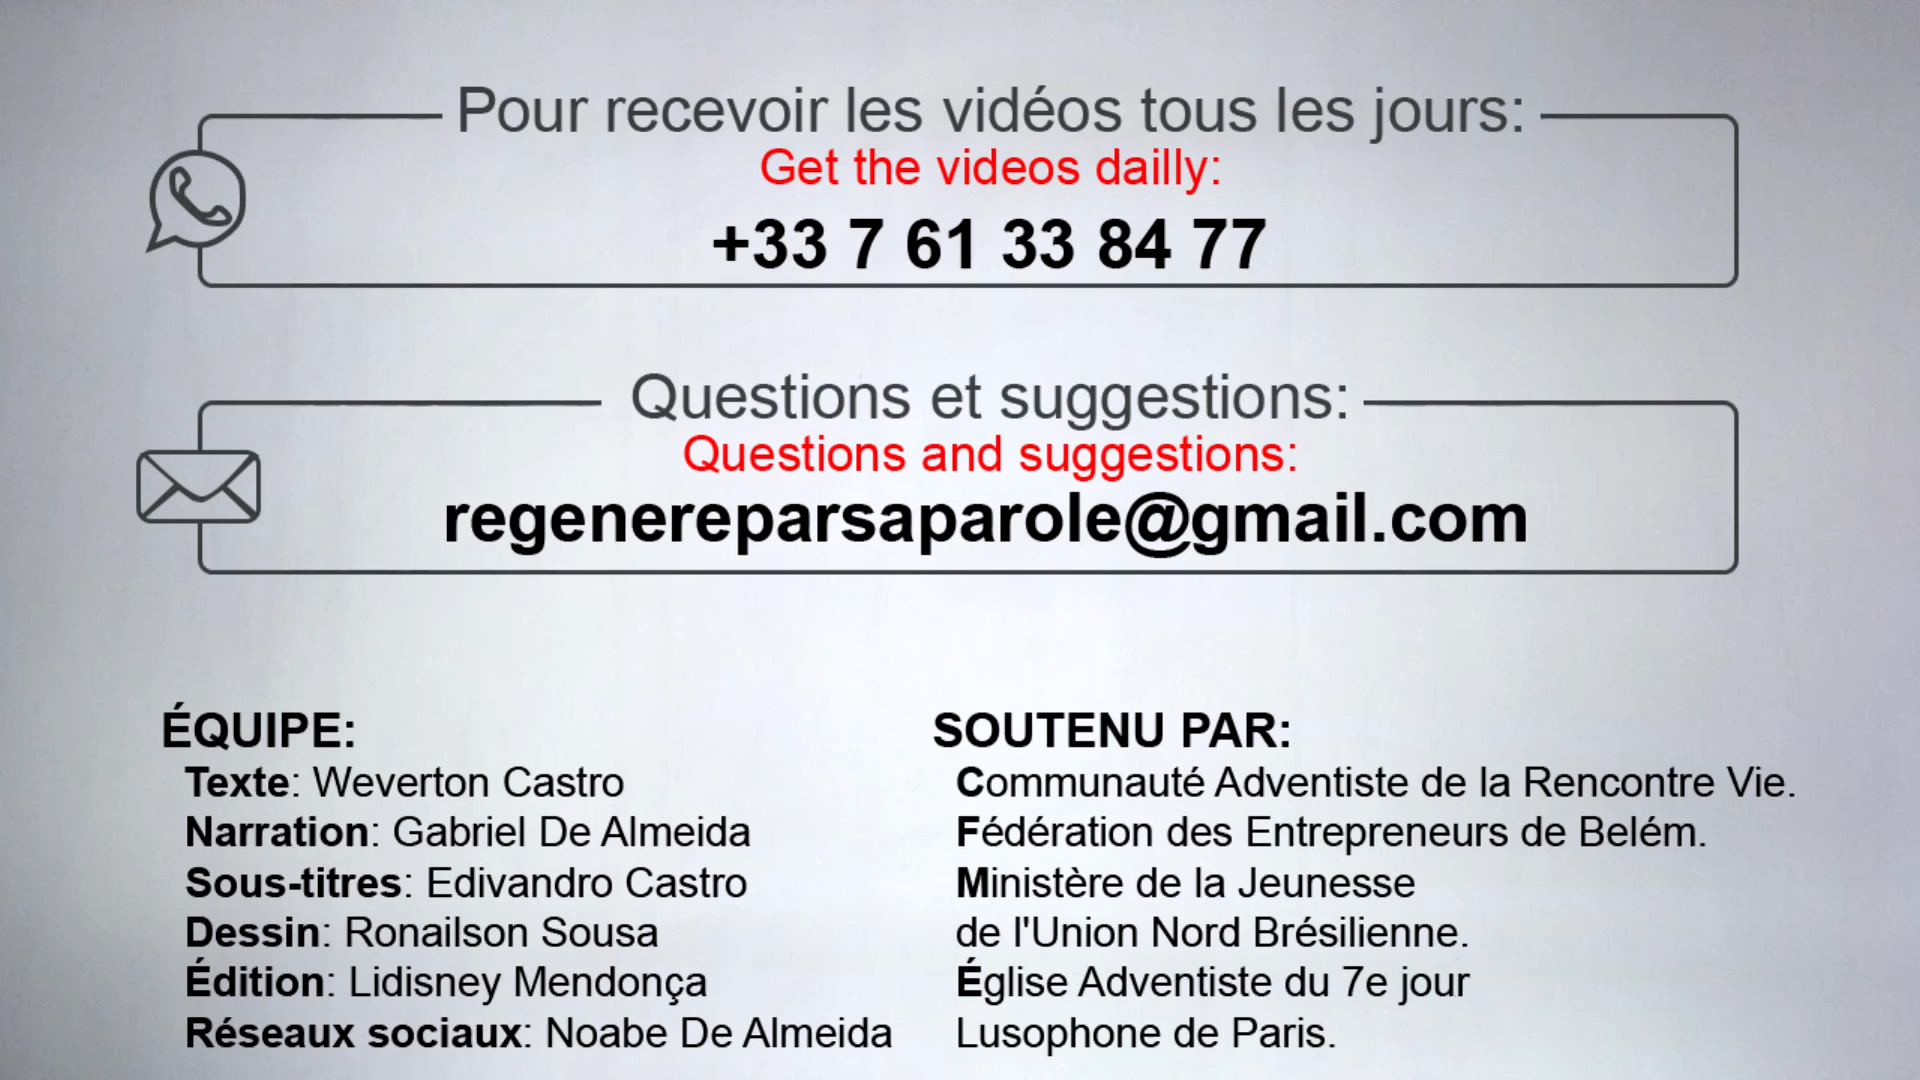 Pour recevoir les vidéos tous les jours:
Get the videos dailly:
+33 7 61 33 84 77
Questions et suggestions:
Questions and suggestions:
regenereparsaparole@gmail.com
ÉQUIPE:
Texte: Weverton Castro
Narration: Gabriel De Almeida
Sous-titres: Edivandro Castro
Dessin: Ronailson Sousa
Édition: Lidisney Mendonça
Réseaux sociaux: Noabe De Almeida
SOUTENU PAR:
Communauté Adventiste de la Rencontre Vie.
Fédération des Entrepreneurs de Belém.
Ministère de la Jeunesse
de l'Union Nord Brésilienne.
Église Adventiste du 7e jour
Lusophone de Paris.